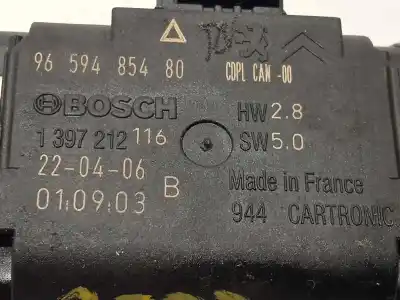 96 594 854 80
CDPL CAN -00
BOSCH
HW 2.8
1 397 212 116
SW 5.0
22-04-06
Made in France
01:09:03 B
944 CARTRONIC